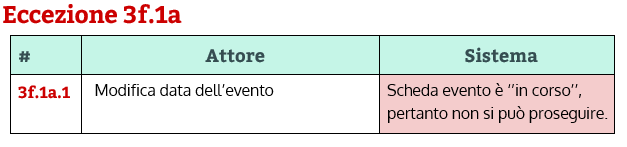 Eccezione 3f.1a
# Attore Sistema
3f.1a.1 Modifica data dell'evento Scheda evento è ‘’in corso’’,
pertanto non si può proseguire.